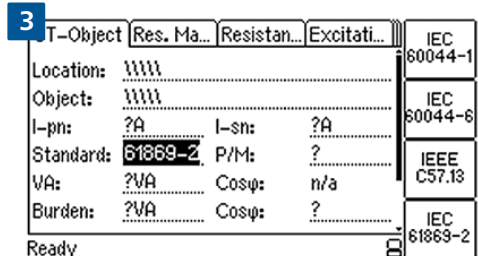 3
CT-Object Res. Ma... Resistan... Excitati...
Location: \\\\\
Object: \\\\\
I-pn: ?A I-sn: ?A
Standard: 61869-2 P/M: ?
VA: ?VA Cosφ: n/a
Burden: ?VA Cosφ: ?
Ready
IEC
60044-1
IEC
60044-6
IEEE
C57.13
IEC
61869-2